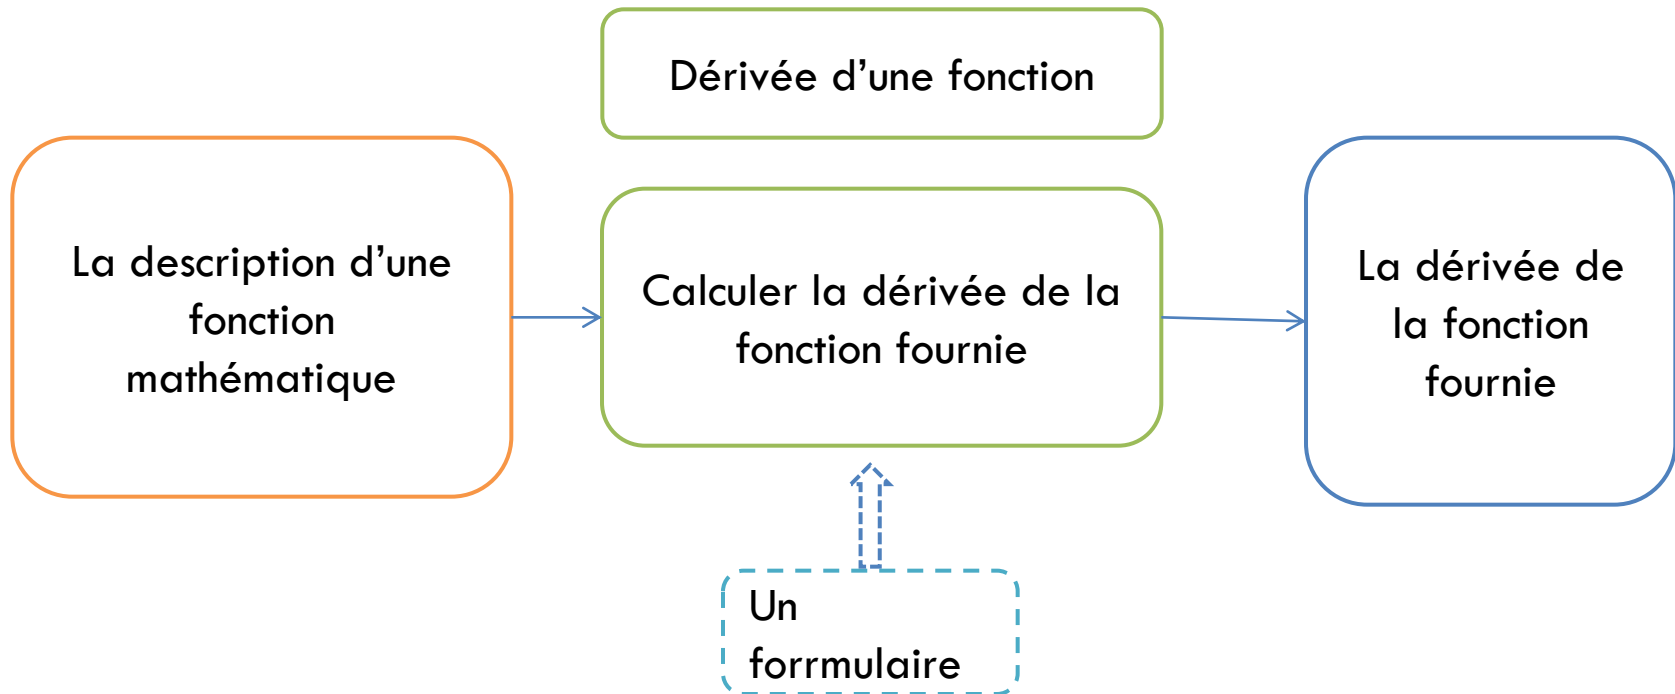 Dérivée d’une fonction
La description d’une
fonction
mathématique
Calculer la dérivée de la
fonction fournie
La dérivée de
la fonction
fournie
Un
forrmulaire